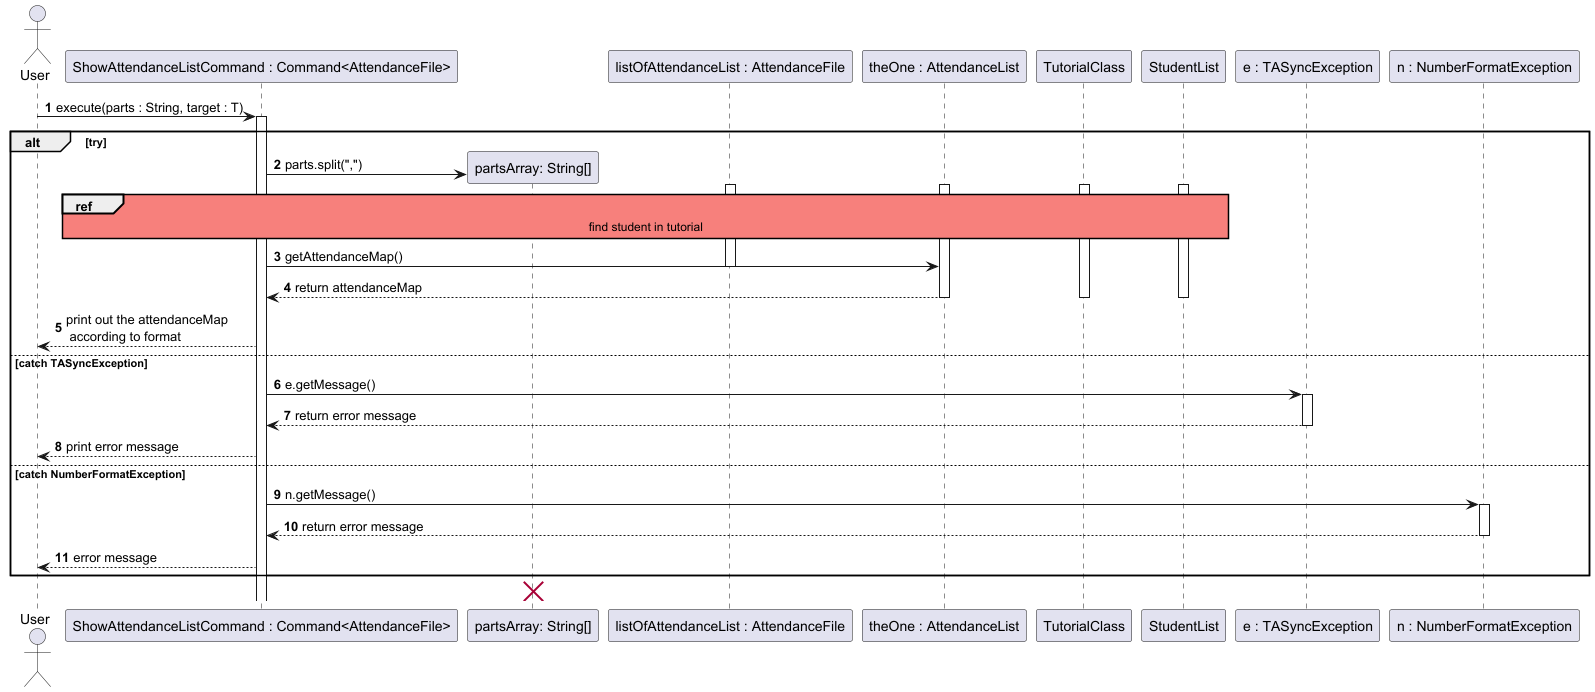 User
ShowAttendanceListCommand : Command<AttendanceFile>
listOfAttendanceList : AttendanceFile
theOne : AttendanceList
TutorialClass
StudentList
e : TASyncException
n : NumberFormatException
1 execute(parts : String, target : T)
alt
[try]
2 parts.split(",")
partsArray: String[]
ref
find student in tutorial
3 getAttendanceMap()
4 return attendanceMap
5 print out the attendanceMap
according to format
[catch TASyncException]
6 e.getMessage()
7 return error message
8 print error message
[catch NumberFormatException]
9 n.getMessage()
10 return error message
11 error message
User
ShowAttendanceListCommand : Command<AttendanceFile>
partsArray: String[]
listOfAttendanceList : AttendanceFile
theOne : AttendanceList
TutorialClass
StudentList
e : TASyncException
n : NumberFormatException